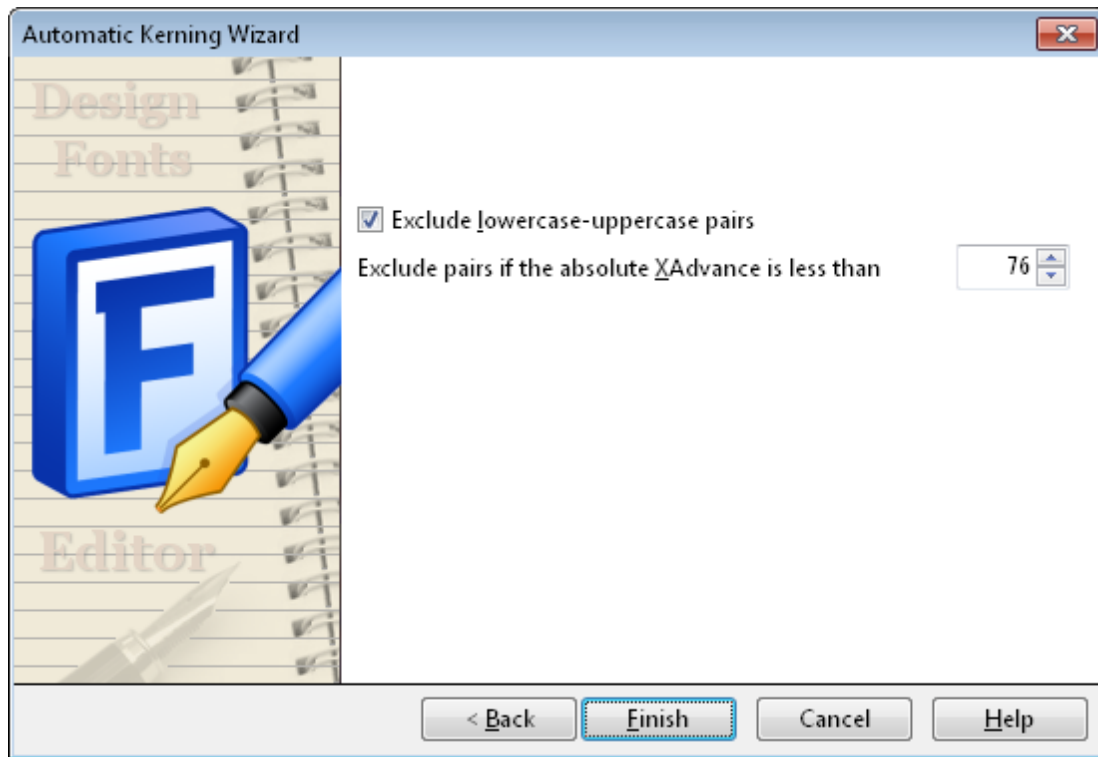 Automatic Kerning Wizard
Design
Fonts
F
Editor
Exclude lowercase-uppercase pairs
Exclude pairs if the absolute XAdvance is less than 76
< Back Finish Cancel Help